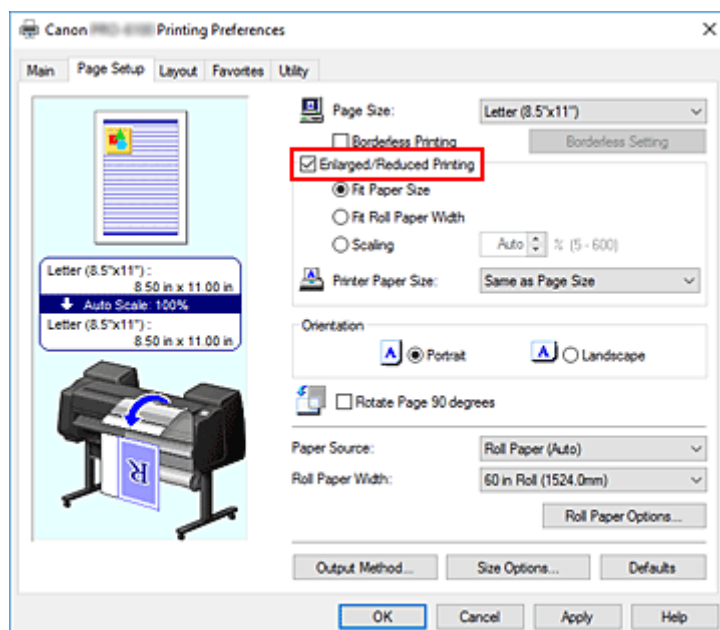 Canon Printing Preferences
Main Page Setup Layout Favorites Utility
Page Size: Letter (8.5"x11")
Borderless Printing Borderless Setting
Enlarged/Reduced Printing
Fit Paper Size
Fit Roll Paper Width
Scaling Auto % (5 - 600)
Printer Paper Size: Same as Page Size
Letter (8.5"x11") :
8.50 in x 11.00 in
Auto Scale: 100%
Letter (8.5"x11") :
8.50 in x 11.00 in
Orientation
A Portrait A Landscape
Rotate Page 90 degrees
Paper Source: Roll Paper (Auto)
Roll Paper Width: 60 in Roll (1524.0mm)
R
Roll Paper Options...
Output Method... Size Options... Defaults
OK Cancel Apply Help